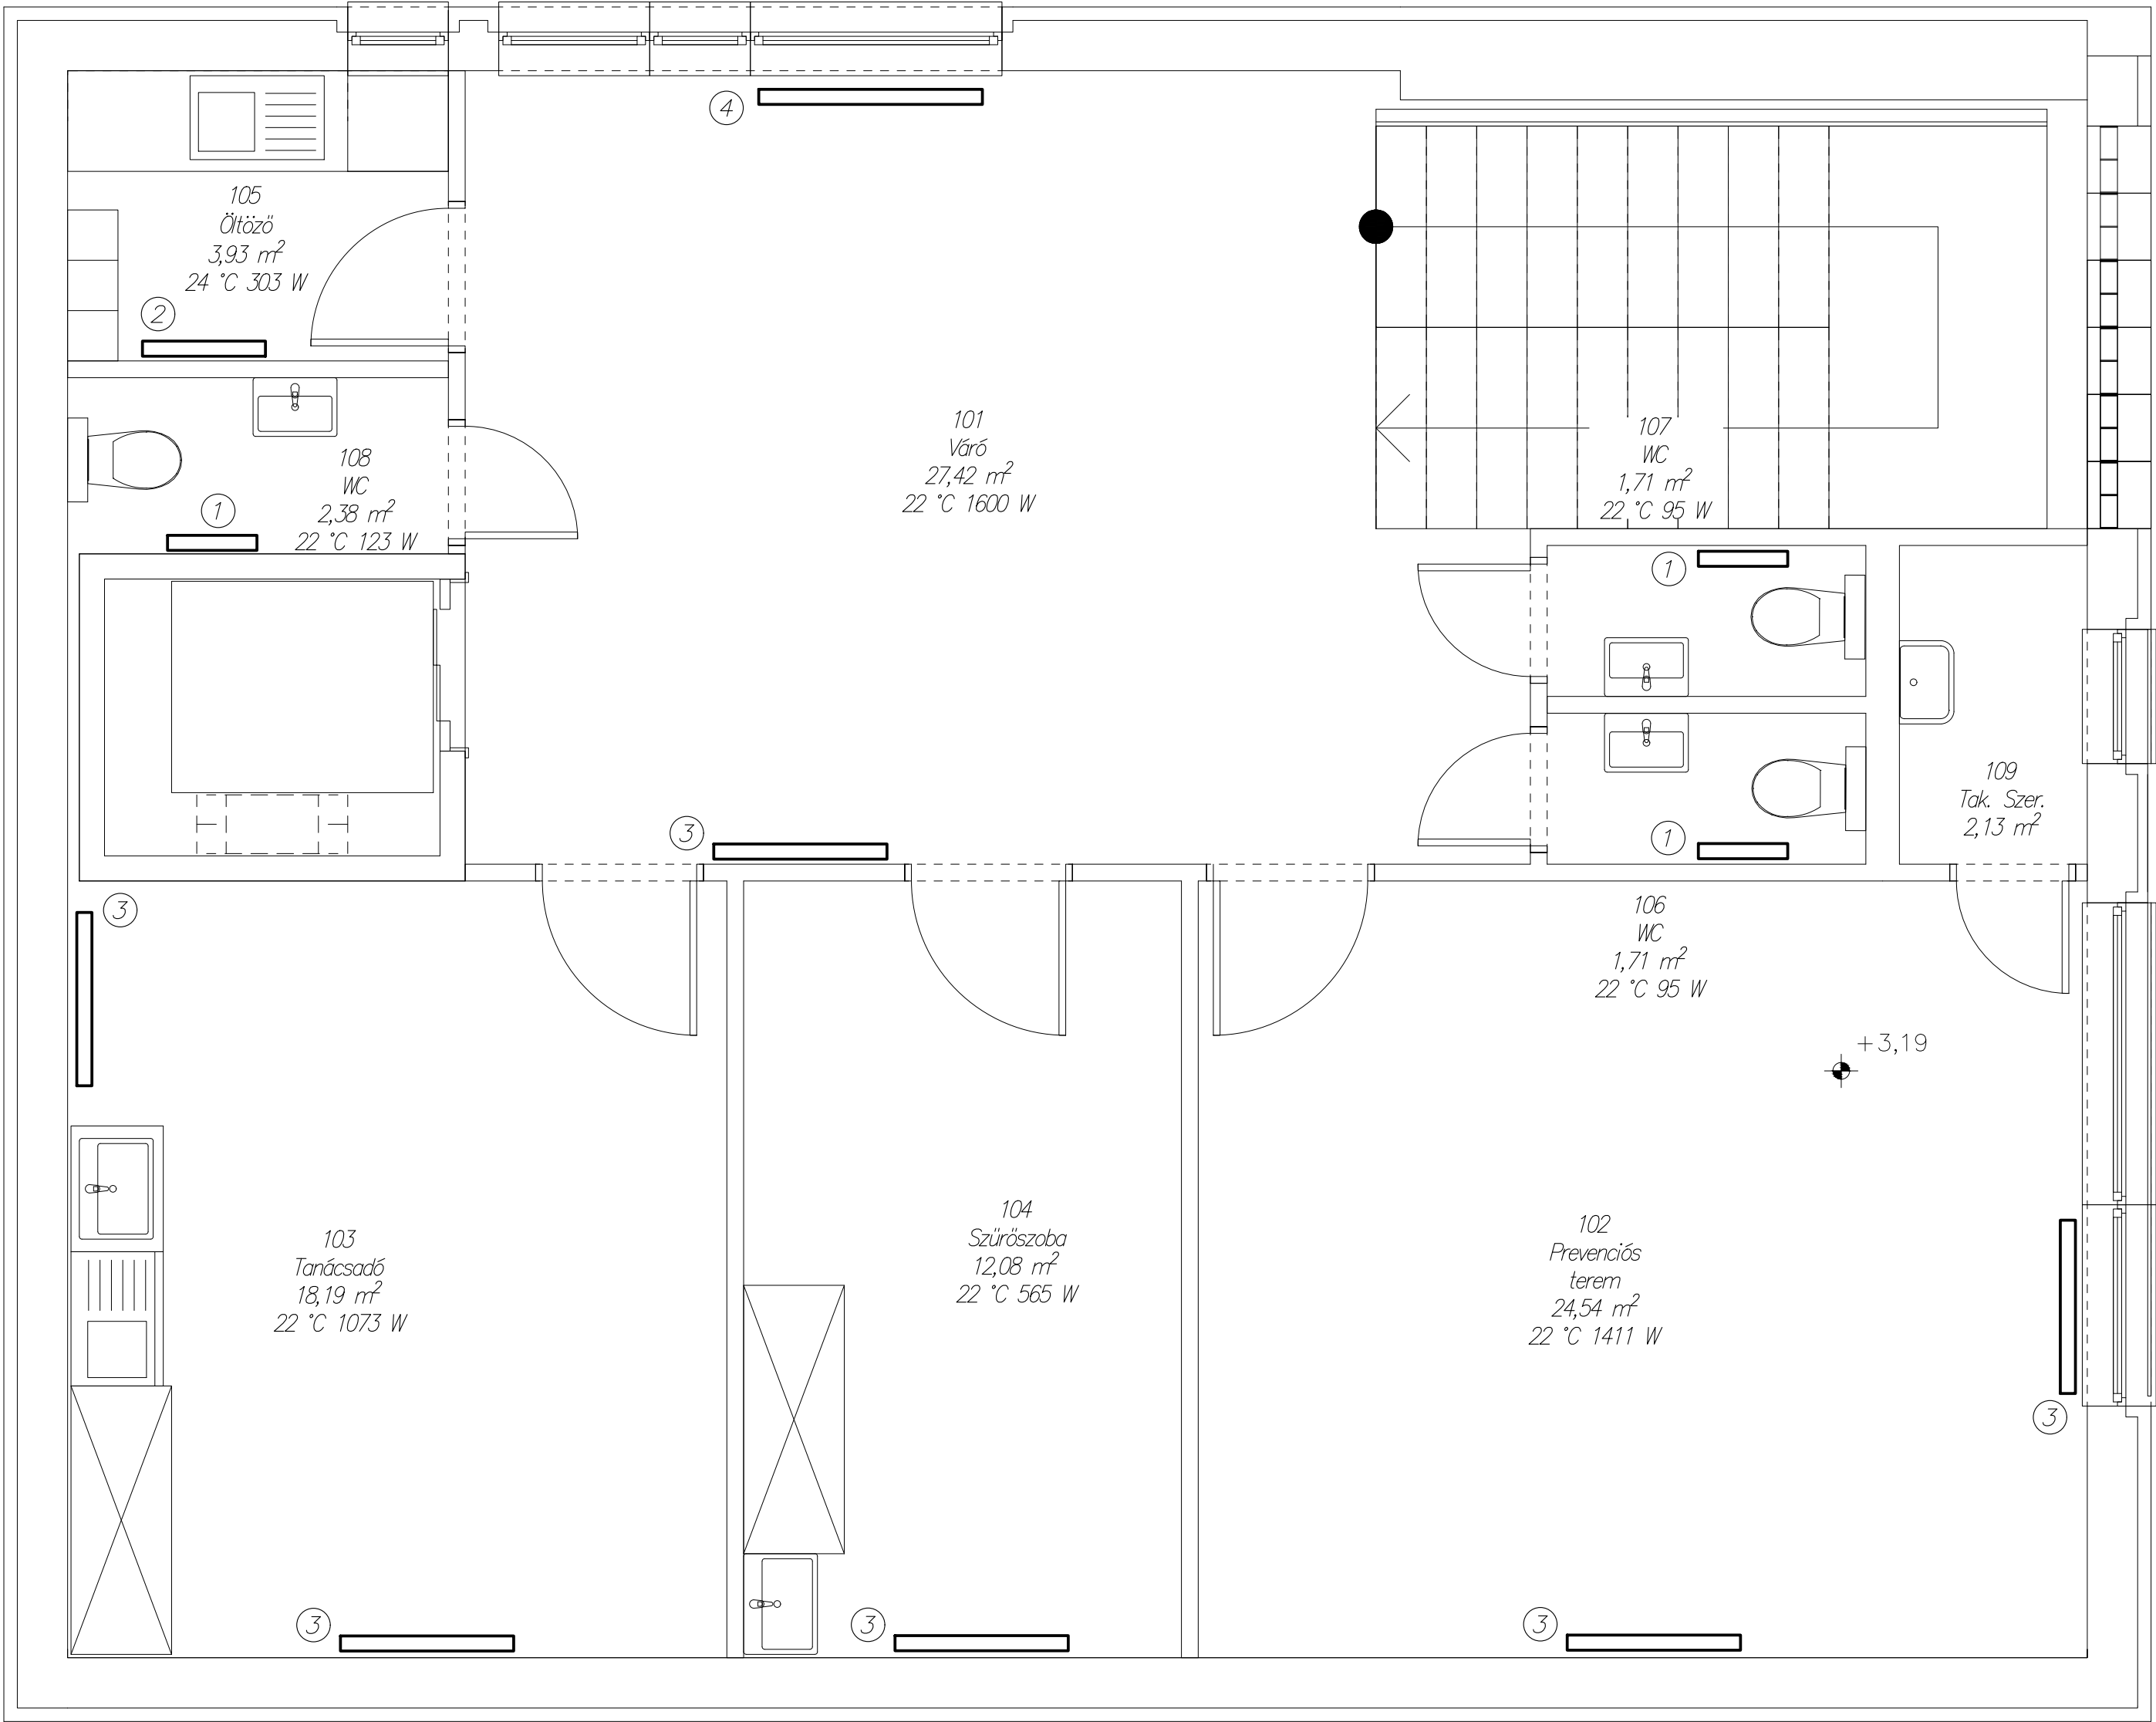 4
105
Öltöző
3,93 m²
24 °C 303 W
2
101
Váró
27,42 m²
22 °C 1600 W
107
WC
1,71 m²
22 °C 95 W
108
WC
2,38 m²
22 °C 123 W
1
1
109
Tak. Szer.
2,13 m²
3
1
3
106
WC
1,71 m²
22 °C 95 W
+3,19
103
Tanácsadó
18,19 m²
22 °C 1073 W
104
Szűrőszoba
12,08 m²
22 °C 565 W
102
Prevenciós
terem
24,54 m²
22 °C 1411 W
3
3
3
3